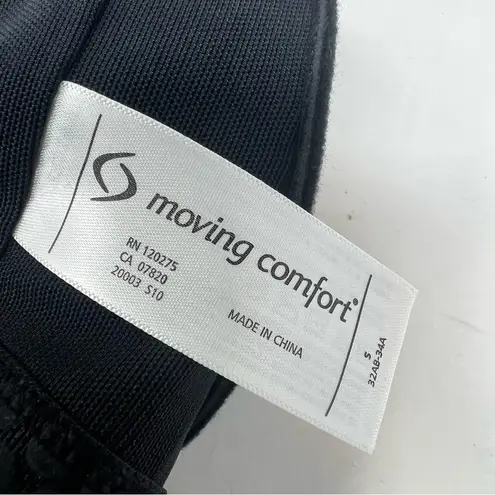 moving comfort®
RN 120275
CA 07820
20003 S10
MADE IN CHINA
S
32AB-34A